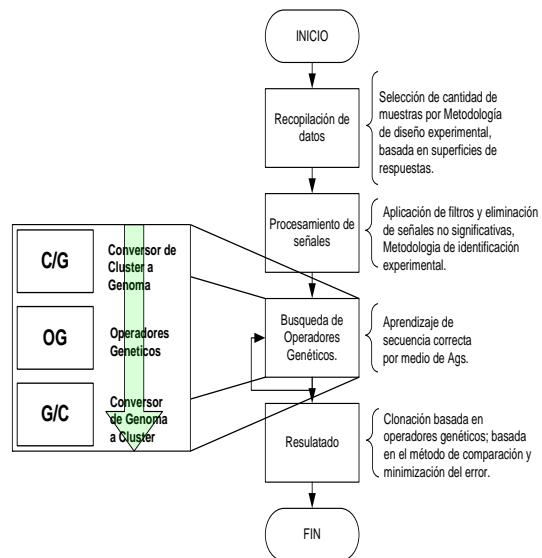 INICIO
Recopilación de
datos
Selección de cantidad de
muestras por Metodología
de diseño experimental,
basada en superficies de
respuestas.
Procesamiento de
señales
Aplicación de filtros y eliminación
de señales no significativas,
Metodologia de identificación
experimental.
C/G
Conversor de
Cluster a
Genoma
OG
Operadores
Geneticos
G/C
Conversor
de Genoma
a Cluster
Busqueda de
Operadores
Genéticos.
Aprendizaje de
secuencia correcta
por medio de Ags.
Resulatado
Clonación basada en
operadores genéticos; basada
en el método de comparación y
minimización del error.
FIN